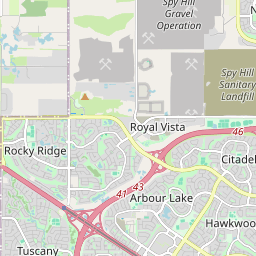 Spy Hill
Gravel
Operation
N
Spy Hill
Sanitary
Landfill
Royal Vista
46
Rocky Ridge
Citadel
41
43
Arbour Lake
Hawkwoo
Tuscany